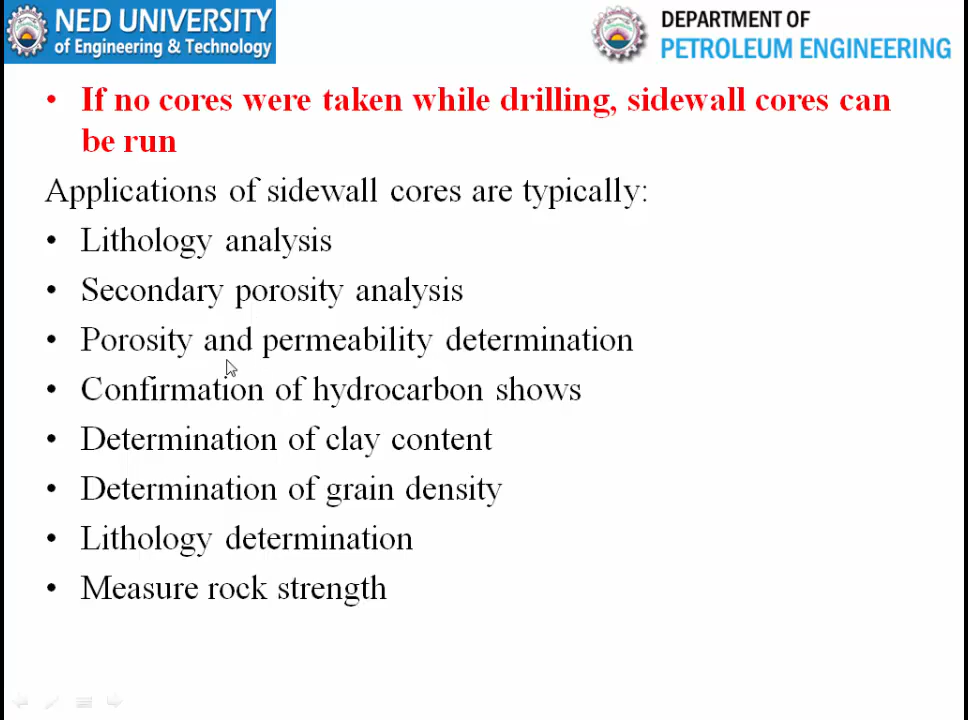 NED UNIVERSITY
of Engineering & Technology
DEPARTMENT OF
PETROLEUM ENGINEERING
• If no cores were taken while drilling, sidewall cores can
be run
Applications of sidewall cores are typically:
• Lithology analysis
• Secondary porosity analysis
• Porosity and permeability determination
• Confirmation of hydrocarbon shows
• Determination of clay content
• Determination of grain density
• Lithology determination
• Measure rock strength